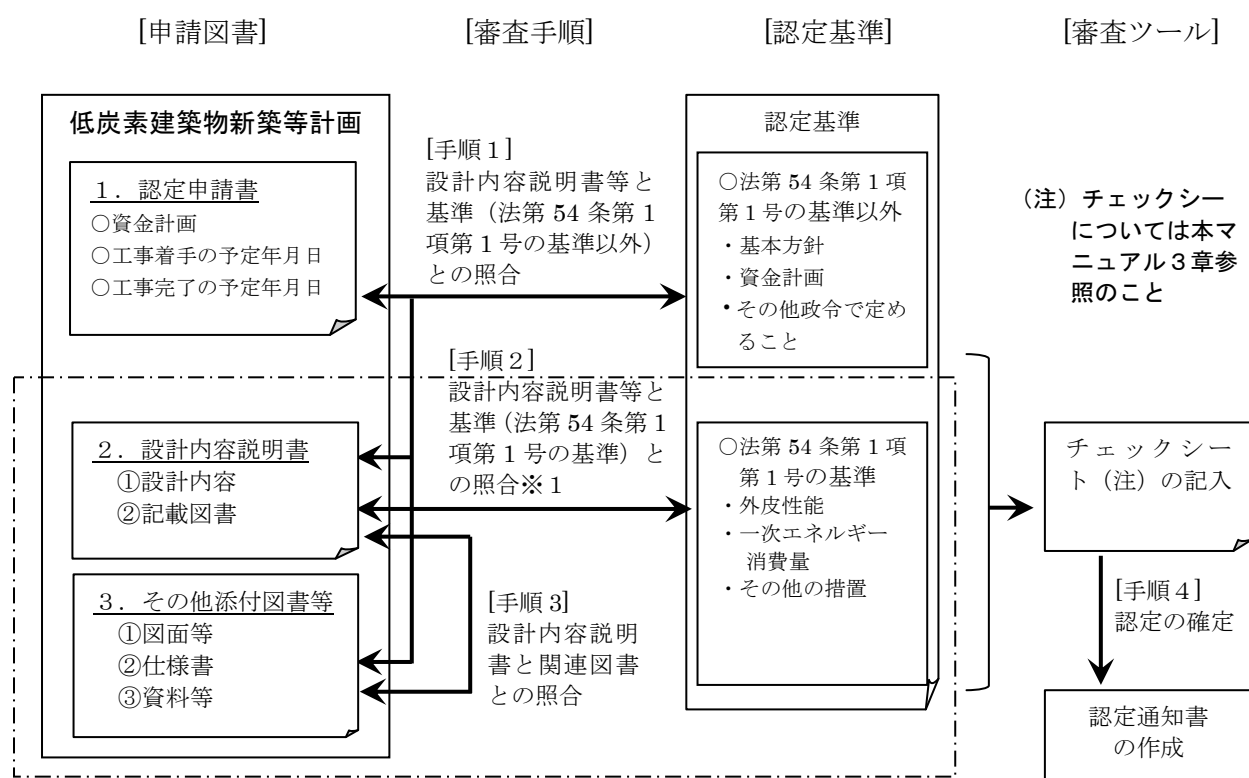 [申請図書]
[審査手順]
[認定基準]
[審査ツール]
低炭素建築物新築等計画
１．認定申請書
○資金計画
○工事着手の予定年月日
○工事完了の予定年月日
２．設計内容説明書
①設計内容
②記載図書
３．その他添付図書等
①図面等
②仕様書
③資料等
[手順１]
設計内容説明書等と
基準（法第 54 条第 1
項第 1 号の基準以外）
との照合
[手順２]
設計内容説明書等と
基準（法第 54 条第 1
項第 1 号の基準）と
の照合※１
[手順３]
設計内容説明
書と関連図書
との照合
認定基準
○法第 54 条第 1 項
第 1 号の基準以外
・基本方針
・資金計画
・その他政令で定め
ること
○法第 54 条第 1 項
第 1 号の基準
・外皮性能
・一次エネルギー
消費量
・その他の措置
（注）チェックシー
については本マ
ニュアル３章参
照のこと
チェックシー
ト（注）の記入
[手順４]
認定の確定
認定通知書
の作成